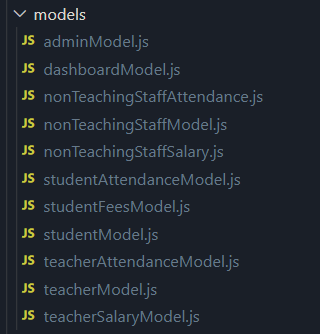 models
JS adminModel.js
JS dashboardModel.js
JS nonTeachingStaffAttendance.js
JS nonTeachingStaffModel.js
JS nonTeachingStaffSalary.js
JS studentAttendanceModel.js
JS studentFeesModel.js
JS studentModel.js
JS teacherAttendanceModel.js
JS teacherModel.js
JS teacherSalaryModel.js